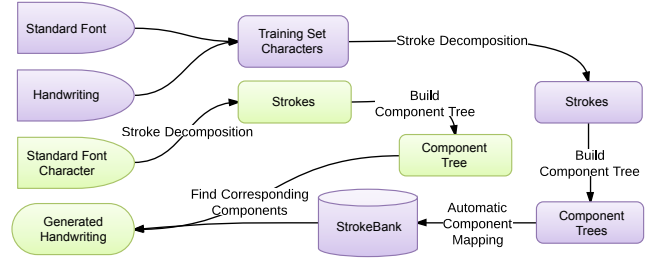 Standard Font
Training Set
Characters
Stroke Decomposition
Handwriting
Strokes
Build
Component Tree
Strokes
Stroke Decomposition
Standard Font
Character
Component
Tree
Build
Component Tree
Find Corresponding
Components
Generated
Handwriting
StrokeBank
Automatic
Component
Mapping
Component
Trees